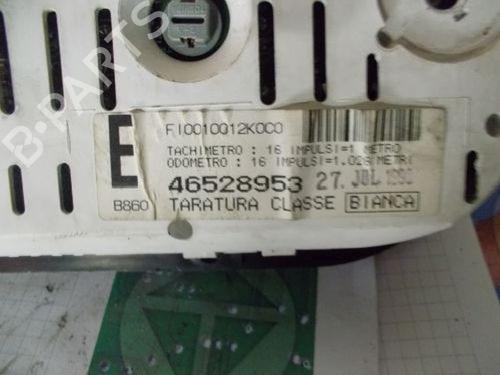 B-PARTS
E
FI0010012K0C0
TACHIMETRO : 16 IMPULSI=1 METRO
ODOMETRO : 16 IMPULSI=1.026 METRI
46528953 27. JUL
B860 TARATURA CLASSE BIANCA